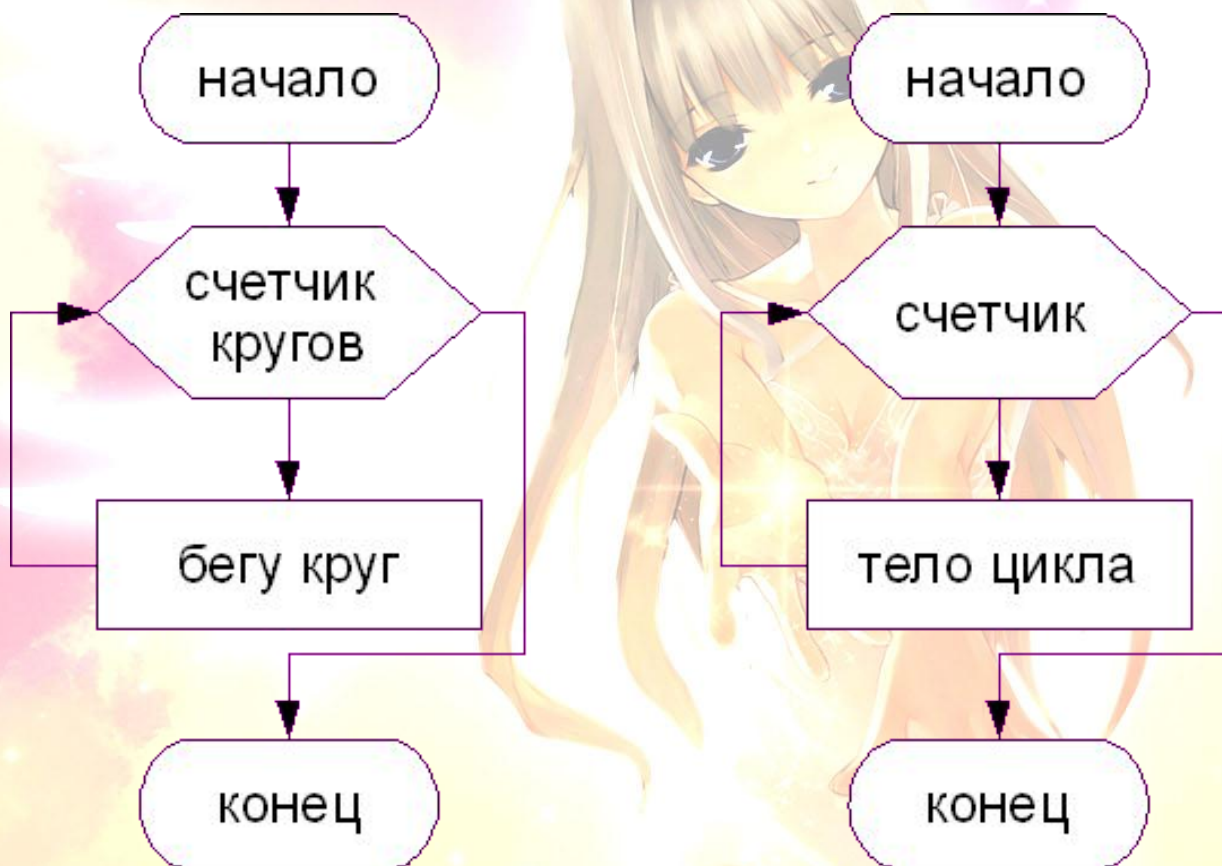 начало
счетчик
кругов
бегу круг
конец
начало
счетчик
тело цикла
конец